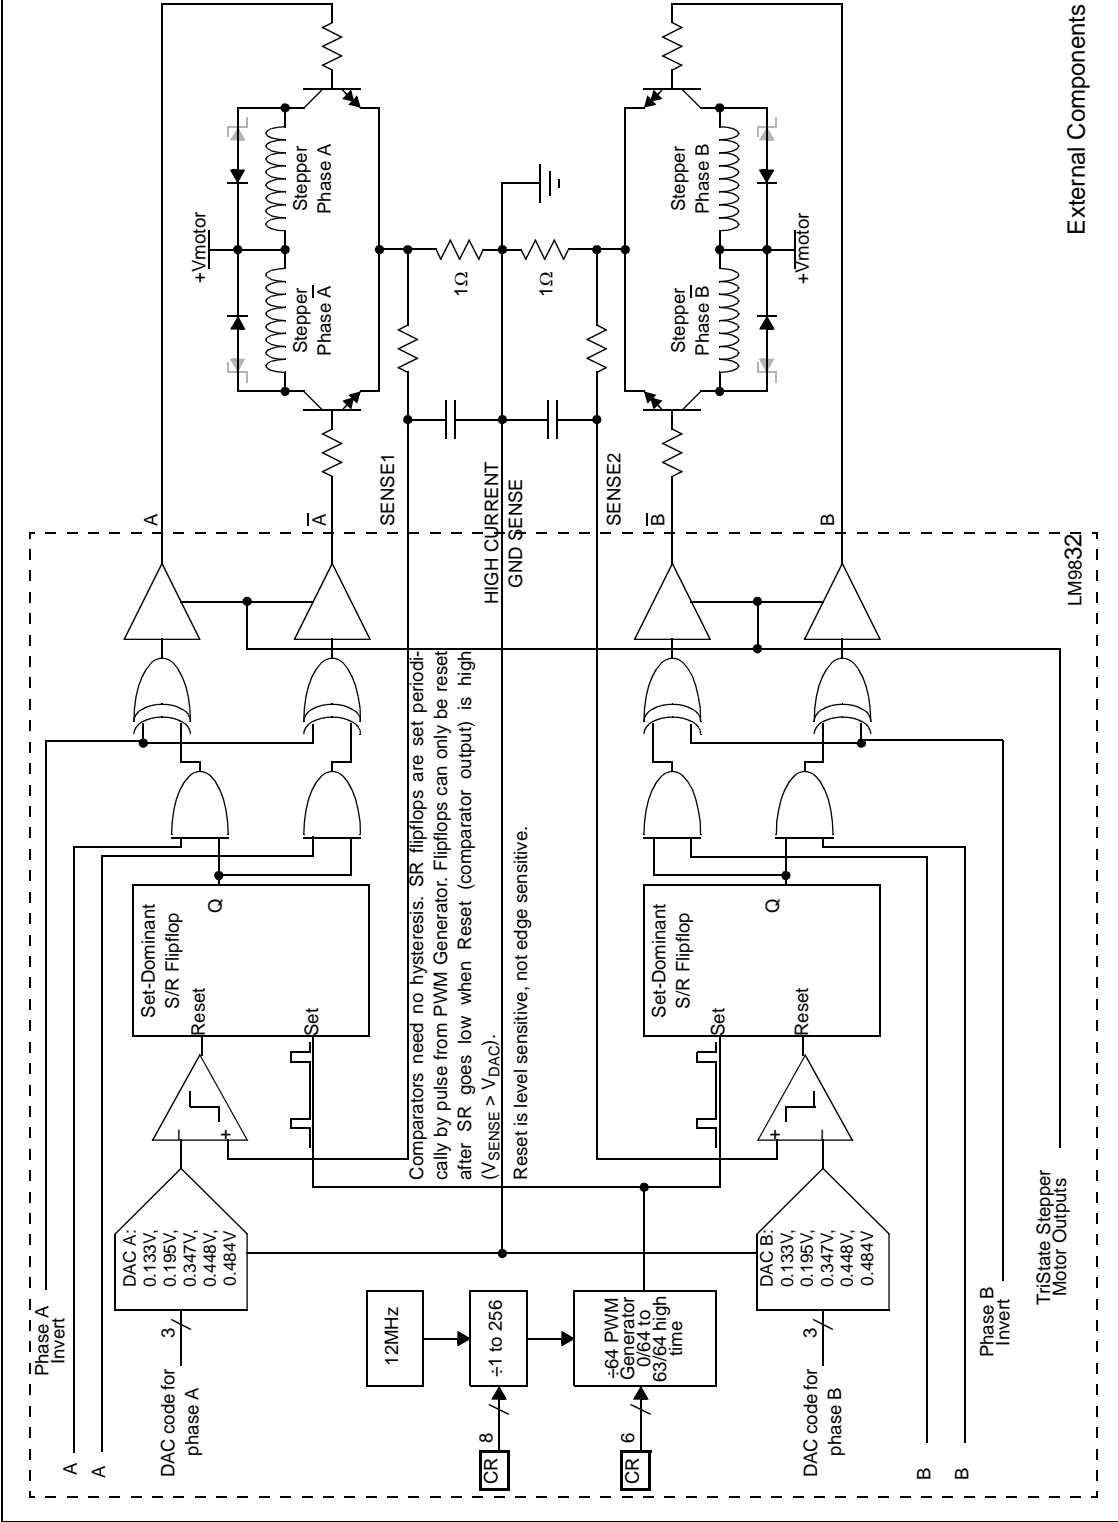 External Components
LM9832
+Vmotor
Stepper
Phase A
Stepper
Phase A̅
1Ω
1Ω
Stepper
Phase B
Stepper
Phase B̅
+Vmotor
A
A̅
SENSE1
HIGH CURRENT
GND SENSE
SENSE2
B̅
B
Comparators need no hysteresis. SR flipflops are set periodi-
cally by pulse from PWM Generator. Flipflops can only be reset
after SR goes low when Reset (comparator output) is high
(VSENSE > VDAC).
Reset is level sensitive, not edge sensitive.
Set-Dominant
S/R Flipflop
Q
Reset
Set
Set-Dominant
S/R Flipflop
Q
Set
Reset
–
+
+
–
DAC A:
0.133V,
0.195V,
0.347V,
0.448V,
0.484V
DAC B:
0.133V,
0.195V,
0.347V,
0.448V,
0.484V
12MHz
÷1 to 256
÷64 PWM
Generator
0/64 to
63/64 high
time
CR
8
CR
6
3
3
Phase A
Invert
A
A
DAC code for
phase A
DAC code for
phase B
B
B
Phase B
Invert
TriState Stepper
Motor Outputs